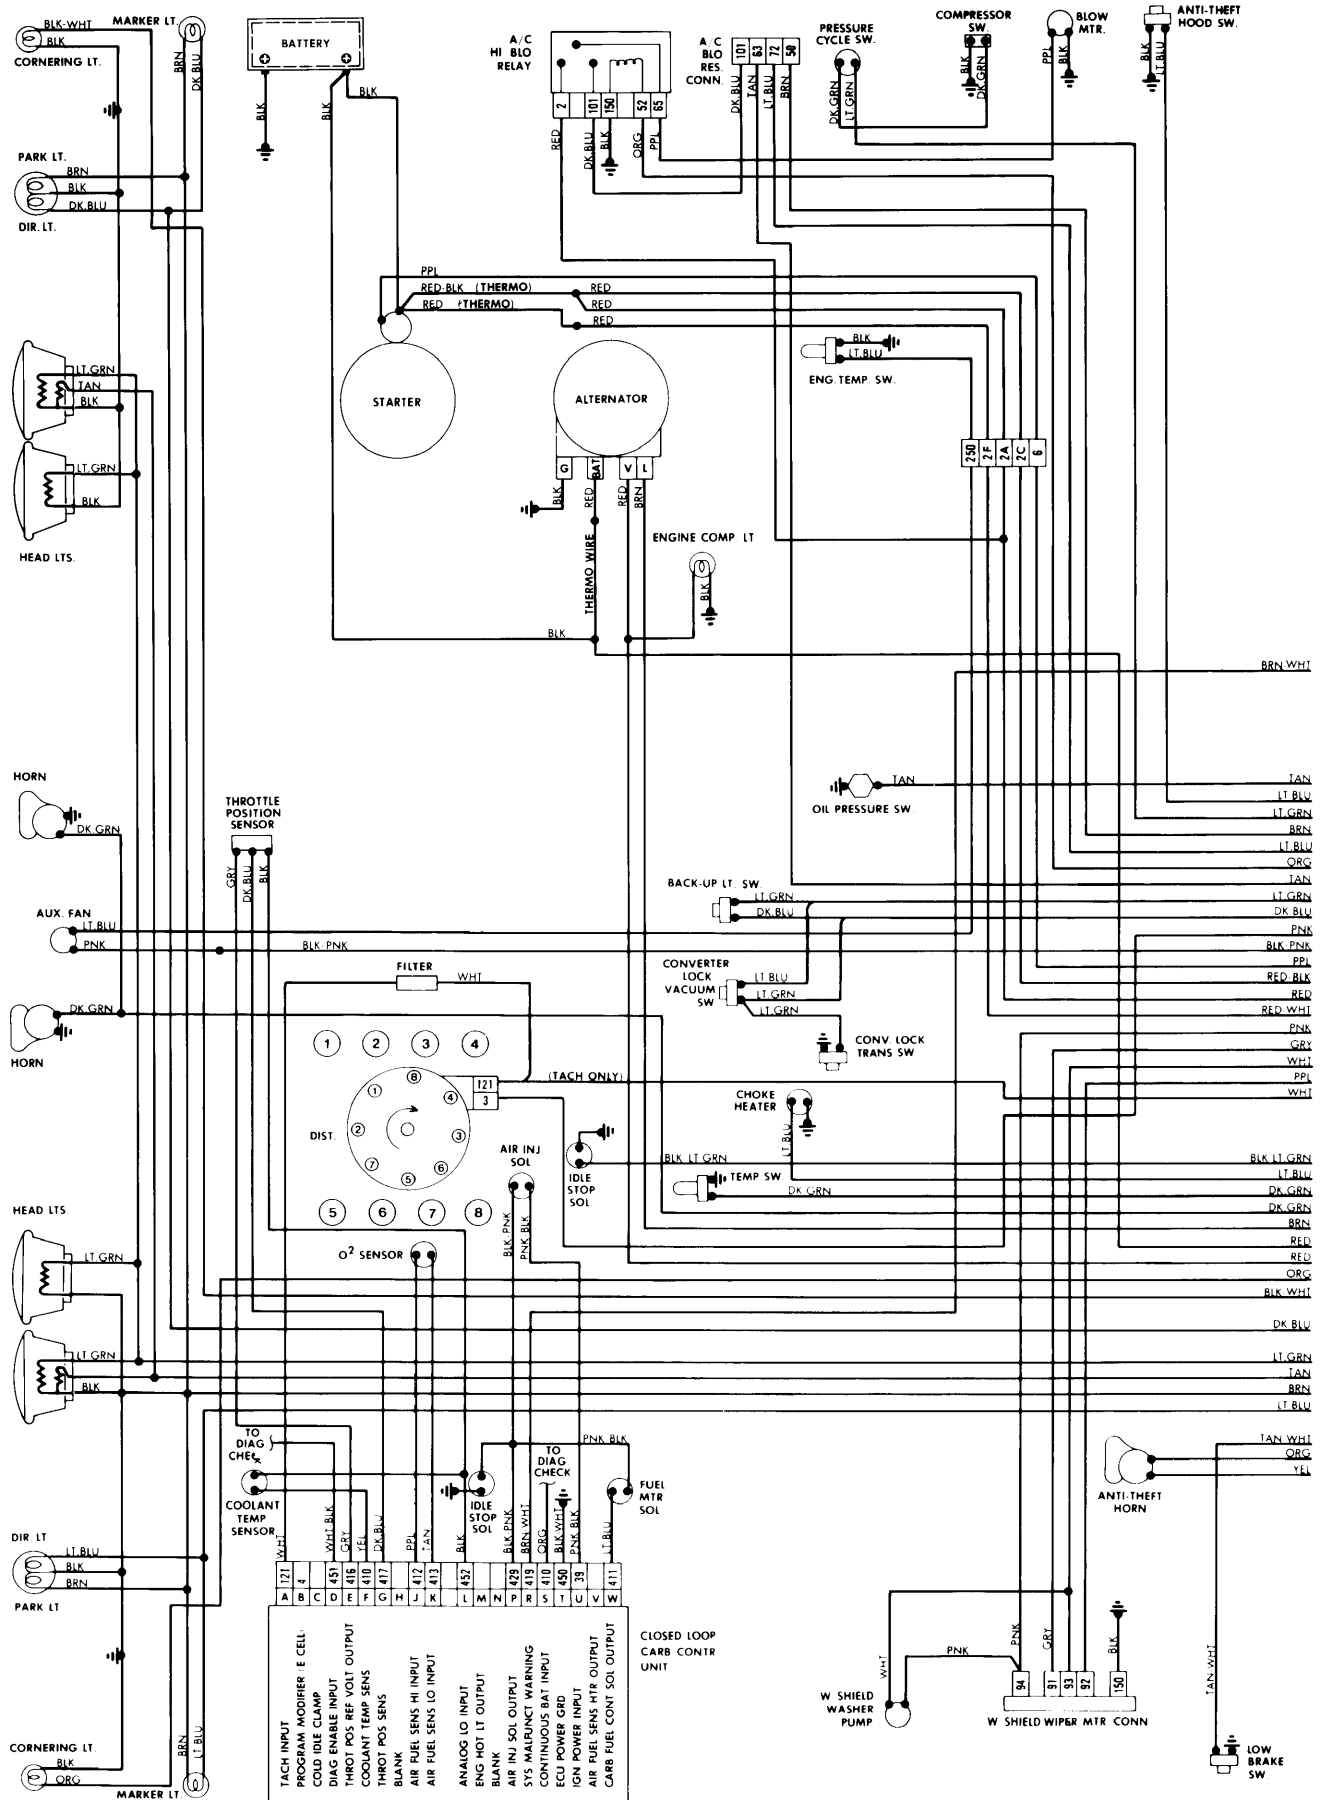 BLK-WHT
BLK
CORNERING LT.
MARKER LT.
BRN
DK BLU
BATTERY
BLK
BLK
BLK
A/C
HI BLO
RELAY
2
101
150
52
65
RED
DK.BLU
BLK
ORG
PPL
A/C
BLO
RES.
CONN.
101
63
72
50
DK.BLU
TAN
LT.BLU
BRN
PRESSURE
CYCLE SW.
DK.GRN
LT.GRN
COMPRESSOR
SW.
BLK
DK.GRN
BLOW
MTR.
PPL
BLK
ANTI-THEFT
HOOD SW.
BLK
LT.BLU
PARK LT.
BRN
BLK
DK.BLU
DIR. LT.
PPL
RED-BLK (THERMO)
RED
RED (THERMO)
RED
RED
STARTER
ALTERNATOR
G
BAT
V
L
BLK
RED
RED
BRN
THERMO WIRE
BLK
LT.BLU
ENG. TEMP. SW.
LT.GRN
TAN
BLK
LT.GRN
BLK
HEAD LTS.
250
2F
2A
2C
6
ENGINE COMP. LT
BLK
BLK
BRN WHT
HORN
DK.GRN
THROTTLE
POSITION
SENSOR
GRY
DK.BLU
BLK
TAN
OIL PRESSURE SW.
TAN
LT BLU
LT.GRN
BRN
LT.BLU
ORG
TAN
LT.GRN
DK BLU
PNK
BLK PNK
PPL
RED-BLK
RED
RED WHT
PNK
GRY
WHT
PPL
WHT
BACK-UP LT. SW.
LT.GRN
DK.BLU
AUX. FAN
LT.BLU
PNK
BLK-PNK
CONVERTER
LOCK
VACUUM
SW
LT BLU
LT.GRN
LT.GRN
CONV. LOCK
TRANS SW
FILTER
WHT
DK GRN
HORN
1
2
3
4
8
1
4
2
3
7
6
5
DIST.
121
3
(TACH ONLY)
CHOKE
HEATER
LT.BLU
AIR INJ
SOL
BLK-PNK
PNK BLK
IDLE
STOP
SOL.
BLK LT GRN
TEMP SW
DK GRN
BLK LT.GRN
LT.BLU
DK.GRN
DK.GRN
BRN
RED
RED
ORG
BLK-WHT
DK BLU
LT.GRN
TAN
BRN
LT BLU
TAN WHT
ORG
YEL
5
6
7
8
O2 SENSOR
HEAD LTS
LT.GRN
LT GRN
BLK
TO
DIAG
CHECK
COOLANT
TEMP
SENSOR
WHT
WHT BLK
GRY
YEL
DK.BLU
PPL
TAN
BLK
IDLE
STOP
SOL
BLK-PNK
BRN WHT
TO
DIAG
CHECK
ORG
BLK-WHT
PNK BLK
PNK BLK
LT.BLU
FUEL
MTR
SOL
ANTI-THEFT
HORN
DIR LT
LT.BLU
BLK
BRN
PARK LT
121
4
451
416
410
417
412
413
452
429
419
410
450
39
411
A
B
C
D
E
F
G
H
J
K
L
M
N
P
R
S
T
U
V
W
TACH INPUT
PROGRAM MODIFIER (E CELL)
COLD IDLE CLAMP
DIAG ENABLE INPUT
THROT POS REF VOLT OUTPUT
COOLANT TEMP SENS
THROT POS SENS
BLANK
AIR FUEL SENS HI INPUT
AIR FUEL SENS LO INPUT
ANALOG LO INPUT
ENG HOT LT OUTPUT
BLANK
AIR INJ SOL OUTPUT
SYS MALFUNCT WARNING
CONTINUOUS BAT INPUT
ECU POWER GRD
IGN POWER INPUT
AIR FUEL SENS HTR OUTPUT
CARB FUEL CONT SOL OUTPUT
CLOSED LOOP
CARB CONTR
UNIT
WHT
PNK
W SHIELD
WASHER
PUMP
PNK
GRY
BLK
94
91
93
92
150
W SHIELD WIPER MTR CONN
TAN WHT
LOW
BRAKE
SW.
CORNERING LT.
BLK
ORG
BRN
LT BLU
MARKER LT.